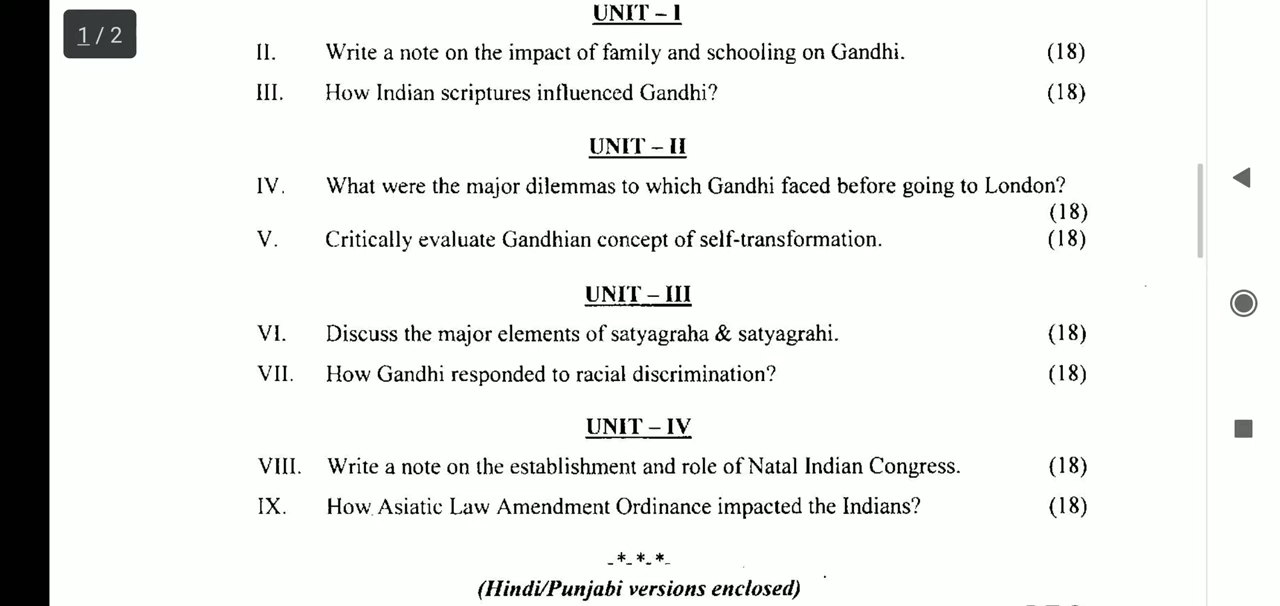 1 / 2
UNIT – I
II. Write a note on the impact of family and schooling on Gandhi. (18)
III. How Indian scriptures influenced Gandhi? (18)
UNIT – II
IV. What were the major dilemmas to which Gandhi faced before going to London?
(18)
V. Critically evaluate Gandhian concept of self-transformation. (18)
UNIT – III
VI. Discuss the major elements of satyagraha & satyagrahi. (18)
VII. How Gandhi responded to racial discrimination? (18)
UNIT – IV
VIII. Write a note on the establishment and role of Natal Indian Congress. (18)
IX. How Asiatic Law Amendment Ordinance impacted the Indians? (18)
_*_*_*_
(Hindi/Punjabi versions enclosed)